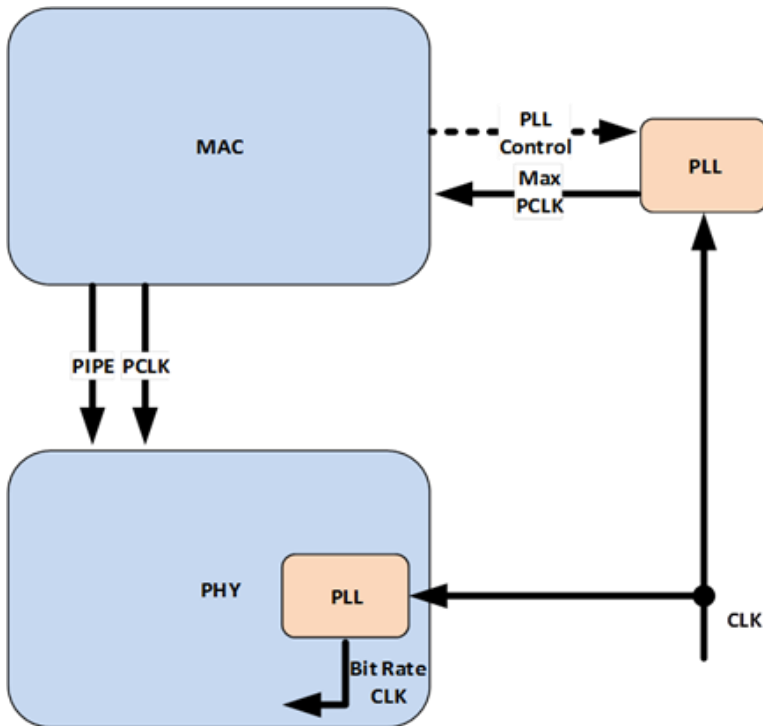 MAC
PLL
Control
PLL
Max
PCLK
PIPE
PCLK
PHY
PLL
CLK
Bit Rate
CLK